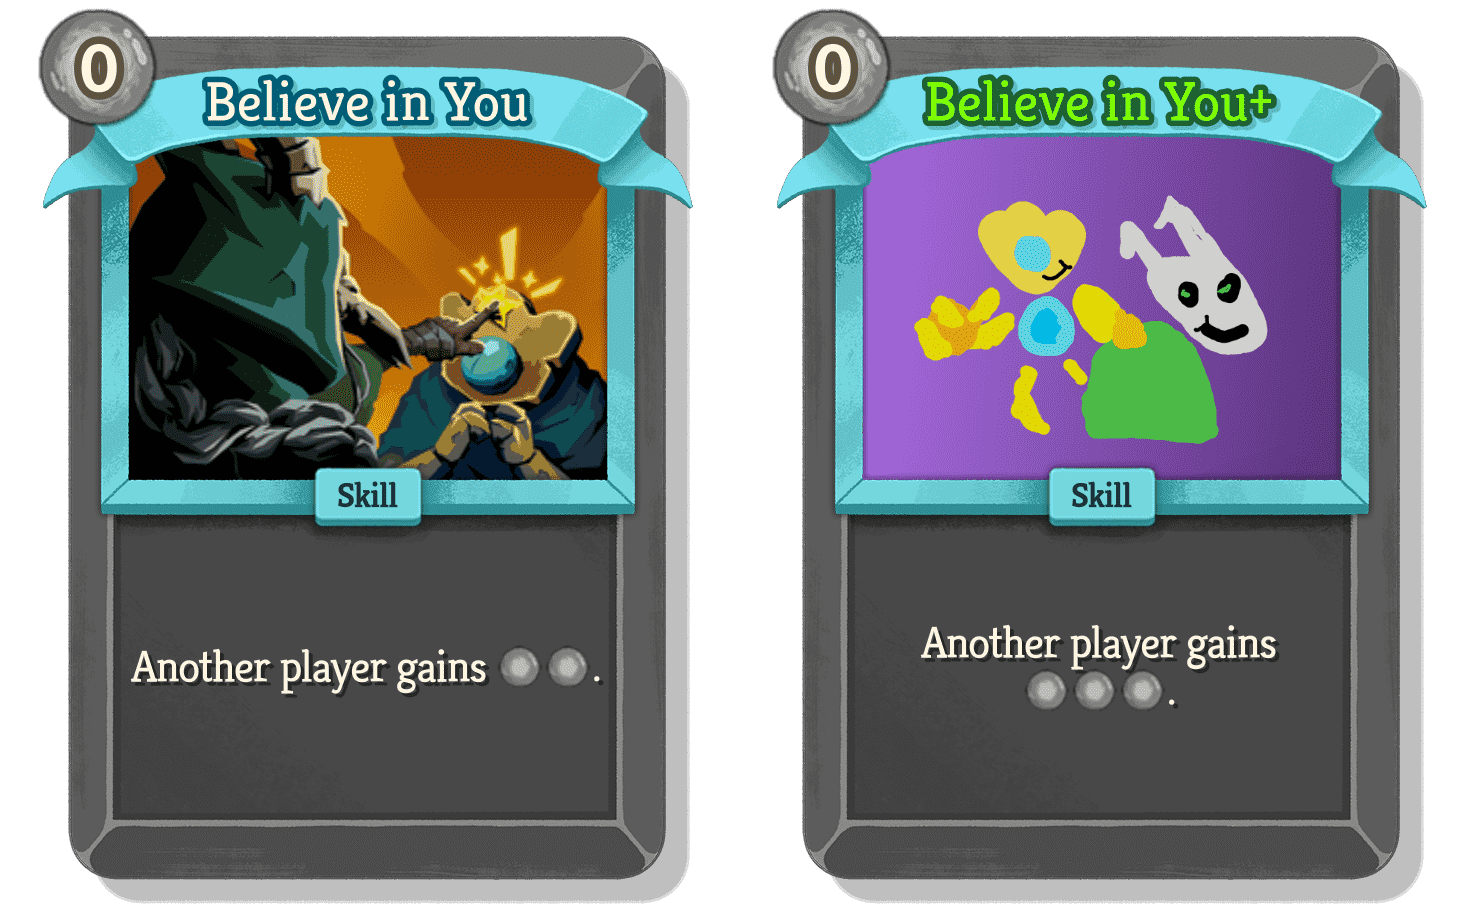 0
Believe in You
Skill
Another player gains .
0
Believe in You+
Skill
Another player gains
.